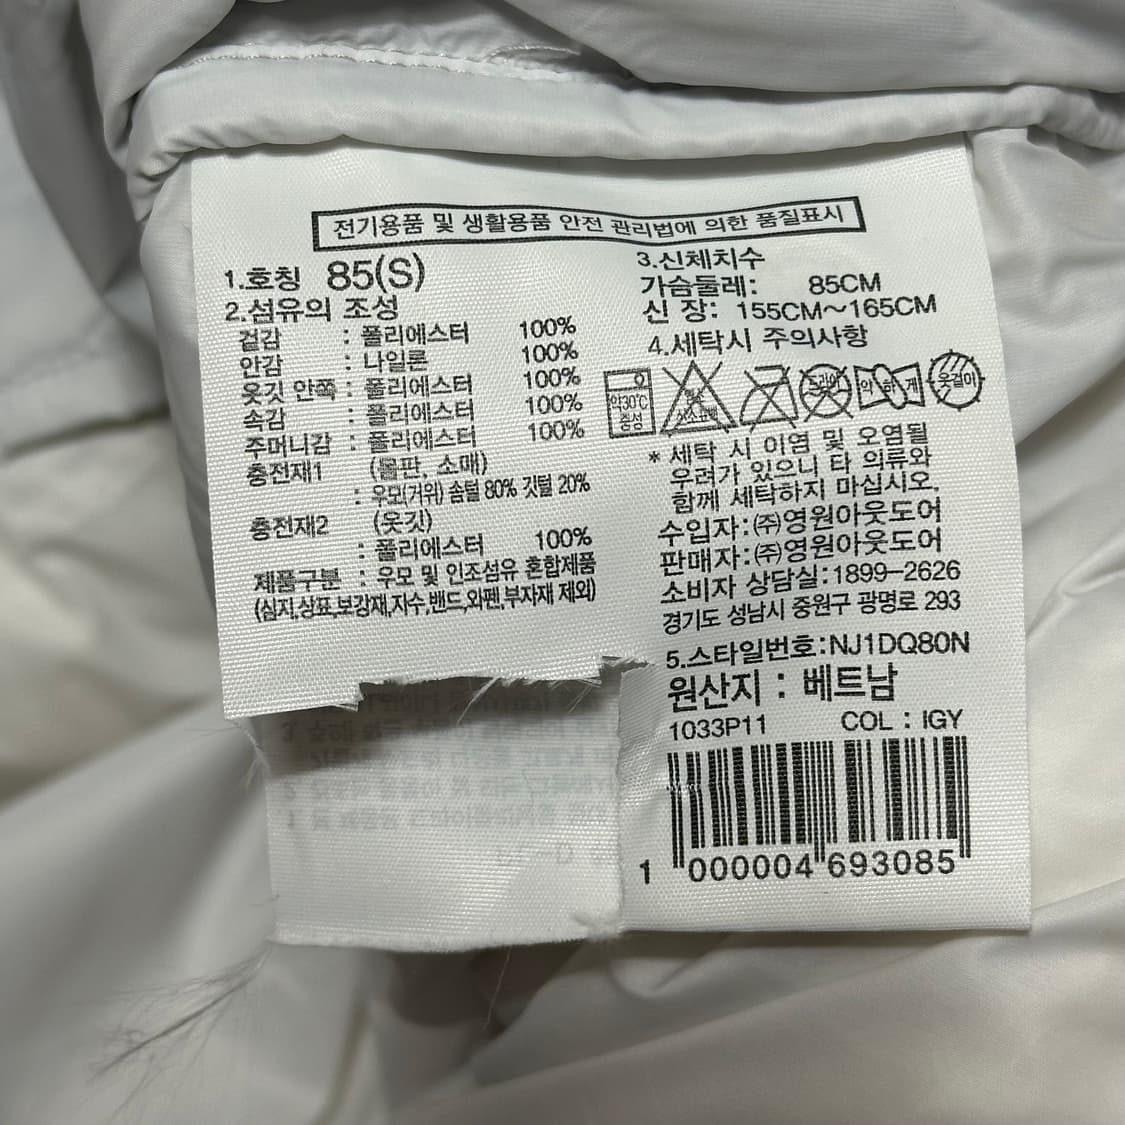 전기용품 및 생활용품 안전 관리법에 의한 품질표시
1.호칭 85(S)
2.섬유의 조성
겉감 : 폴리에스터 100%
안감 : 나일론 100%
옷깃 안쪽 : 폴리에스터 100%
속감 : 폴리에스터 100%
주머니감 : 폴리에스터 100%
충전재1 (몸판, 소매)
: 우모(거위) 솜털 80% 깃털 20%
충전재2 (옷깃)
: 폴리에스터 100%
제품구분 : 우모 및 인조섬유 혼합제품
(심지,상표,보강재,자수,밴드,와펜,부자재 제외)
3.신체치수
가슴둘레: 85CM
신 장: 155CM~165CM
4.세탁시 주의사항
약30℃
중성
드라이
약하게
옷걸이
* 세탁 시 이염 및 오염될
우려가 있으니 타 의류와
함께 세탁하지 마십시오.
수입자:㈜영원아웃도어
판매자:㈜영원아웃도어
소비자 상담실:1899-2626
경기도 성남시 중원구 광명로 293
5.스타일번호:NJ1DQ80N
원산지 : 베트남
1033P11 COL : IGY
1 000004 693085